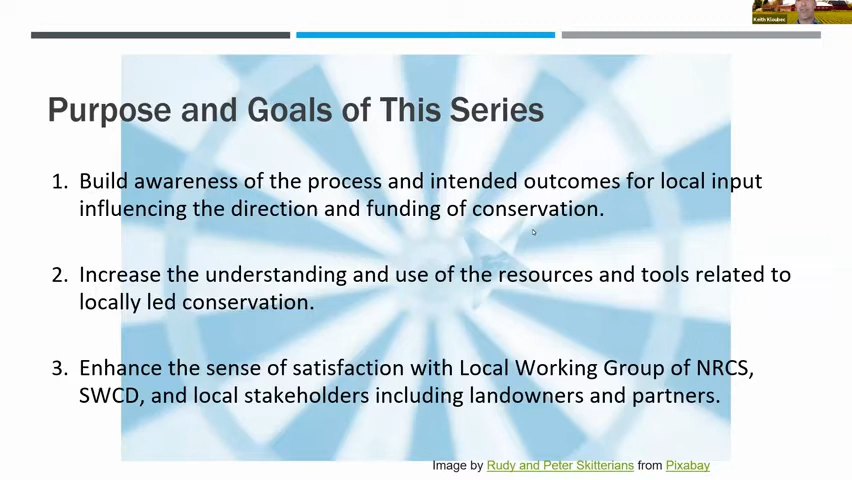 Keith Kloubec
Purpose and Goals of This Series
1. Build awareness of the process and intended outcomes for local input
influencing the direction and funding of conservation.
2. Increase the understanding and use of the resources and tools related to
locally led conservation.
3. Enhance the sense of satisfaction with Local Working Group of NRCS,
SWCD, and local stakeholders including landowners and partners.
Image by Rudy and Peter Skitterians from Pixabay